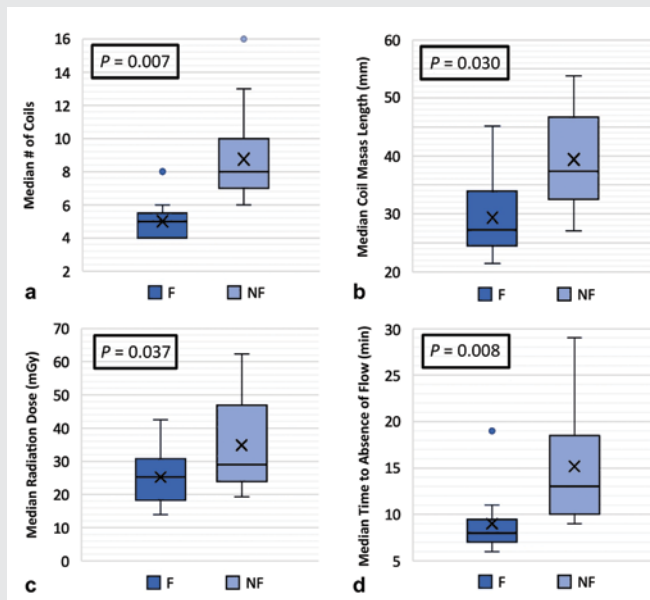 16
14
12
10
8
6
4
2
Median # of Coils
P = 0.007
a
F NF
60
50
40
30
20
Median Coil Masas Length (mm)
P = 0.030
b
F NF
70
60
50
40
30
20
10
0
Median Radiation Dose (mGy)
P = 0.037
c
F NF
30
25
20
15
10
5
Median Time to Absence of Flow (min)
P = 0.008
d
F NF